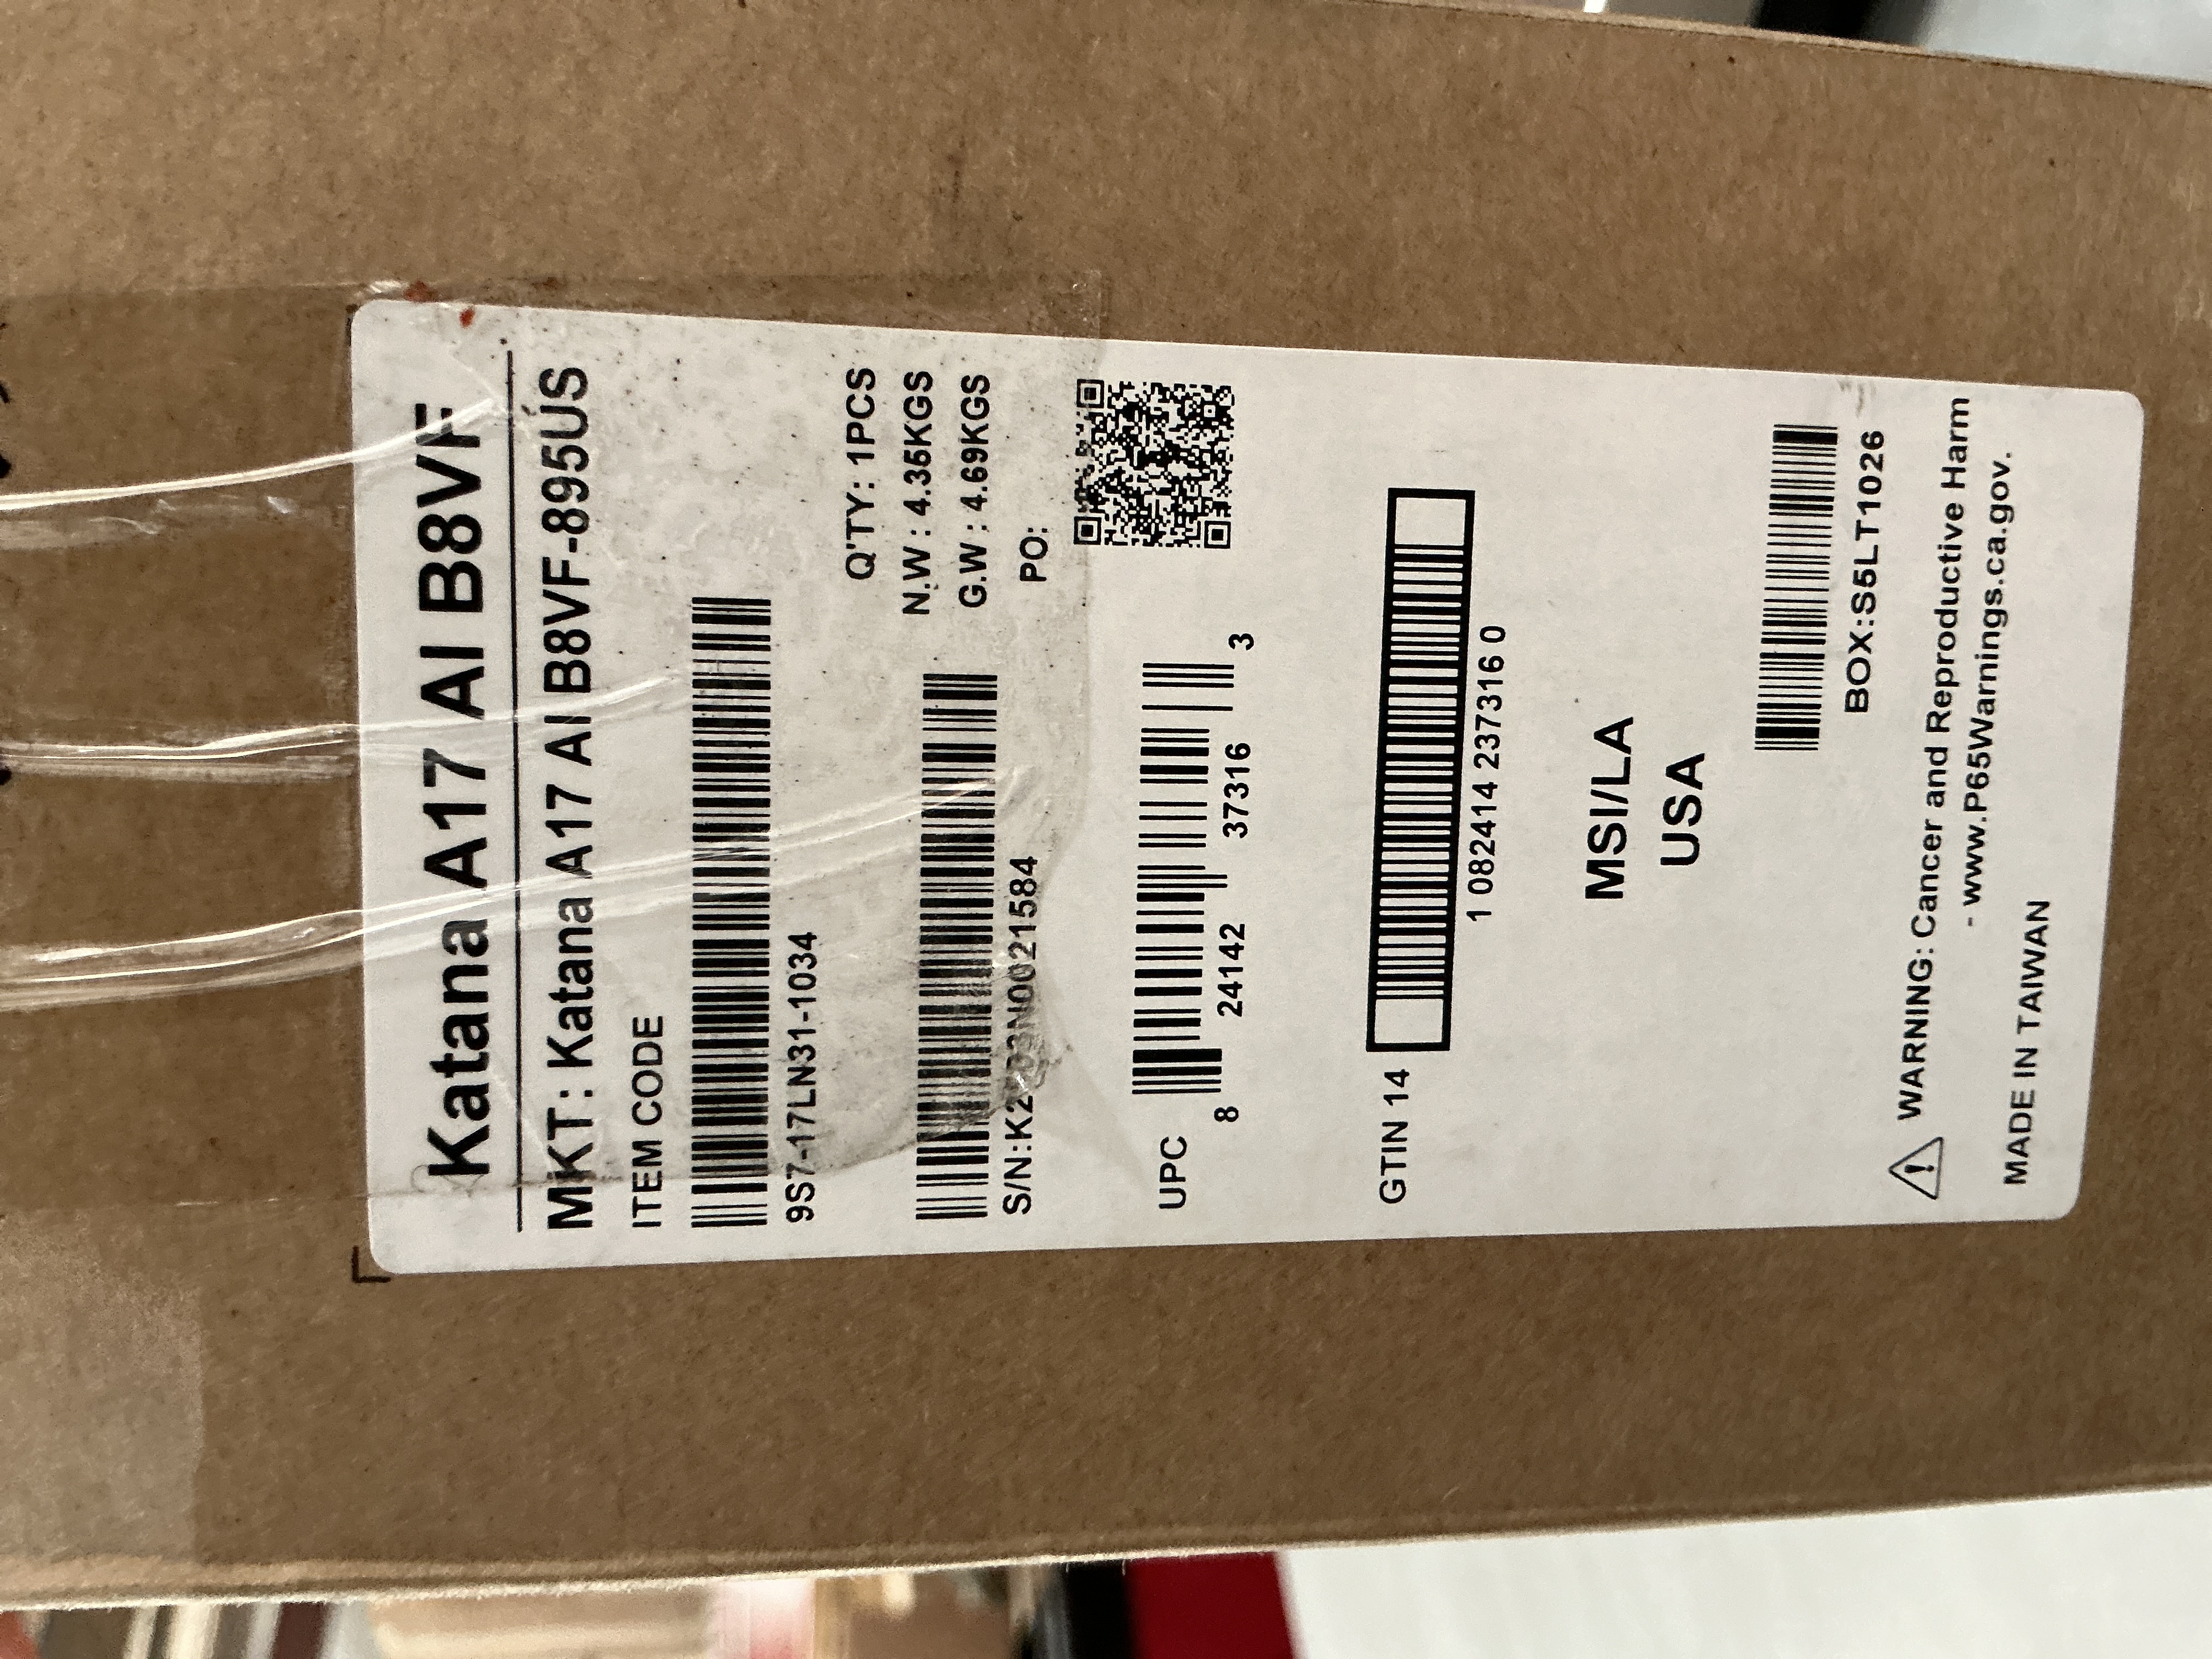 Katana A17 AI B8VF
MKT: Katana A17 AI B8VF-895US
ITEM CODE
9S7-17LN31-1034
Q'TY: 1PCS
N.W: 4.35KGS
G.W: 4.69KGS
PO:
UPC
8 24142 37316 3
GTIN 14
1 0824142 37316 0
MSI/LA
USA
BOX:S5LT1026
WARNING: Cancer and Reproductive Harm
- www.P65Warnings.ca.gov.
MADE IN TAIWAN